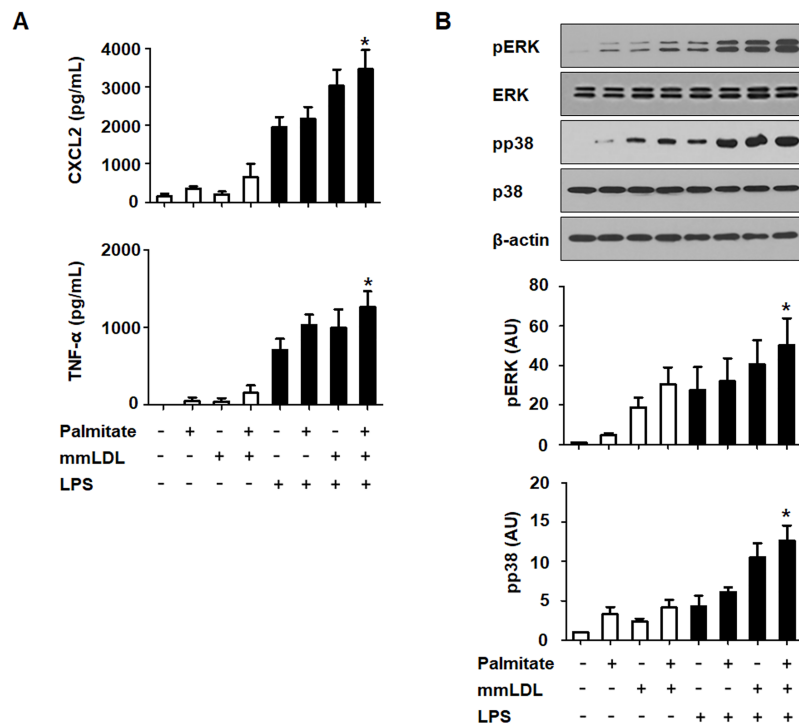 A
CXCL2 (pg/mL)
4000
3000
2000
1000
0
*
TNF-α (pg/mL)
2000
1000
0
*
Palmitate - + - + - + - +
mmLDL - - + + - - + +
LPS - - - - + + + +
B
pERK
ERK
pp38
p38
β-actin
pERK (AU)
80
60
40
20
0
*
pp38 (AU)
20
15
10
5
0
*
Palmitate - + - + - + - +
mmLDL - - + + - - + +
LPS - - - - + + + +